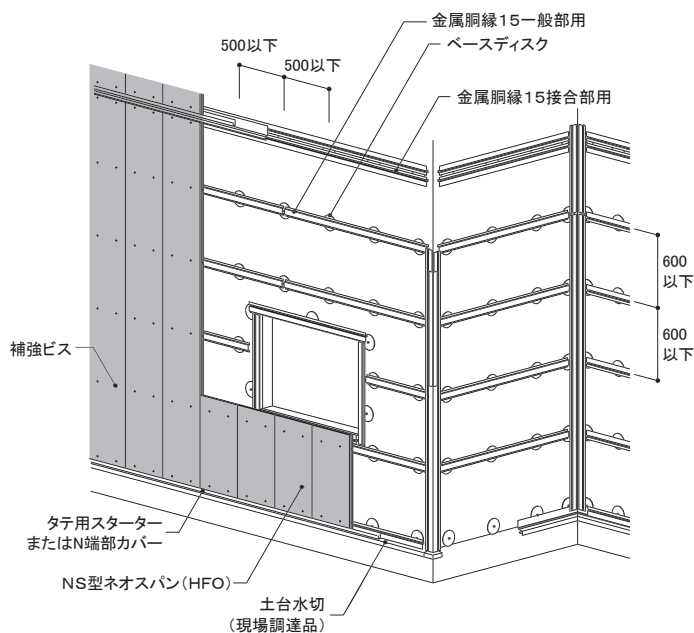 金属胴縁15一般部用
ベースディスク
500以下
500以下
金属胴縁15接合部用
600
以下
600
以下
補強ビス
タテ用スターター
またはN端部カバー
NS型ネオスパン(HFO)
土台水切
(現場調達品)